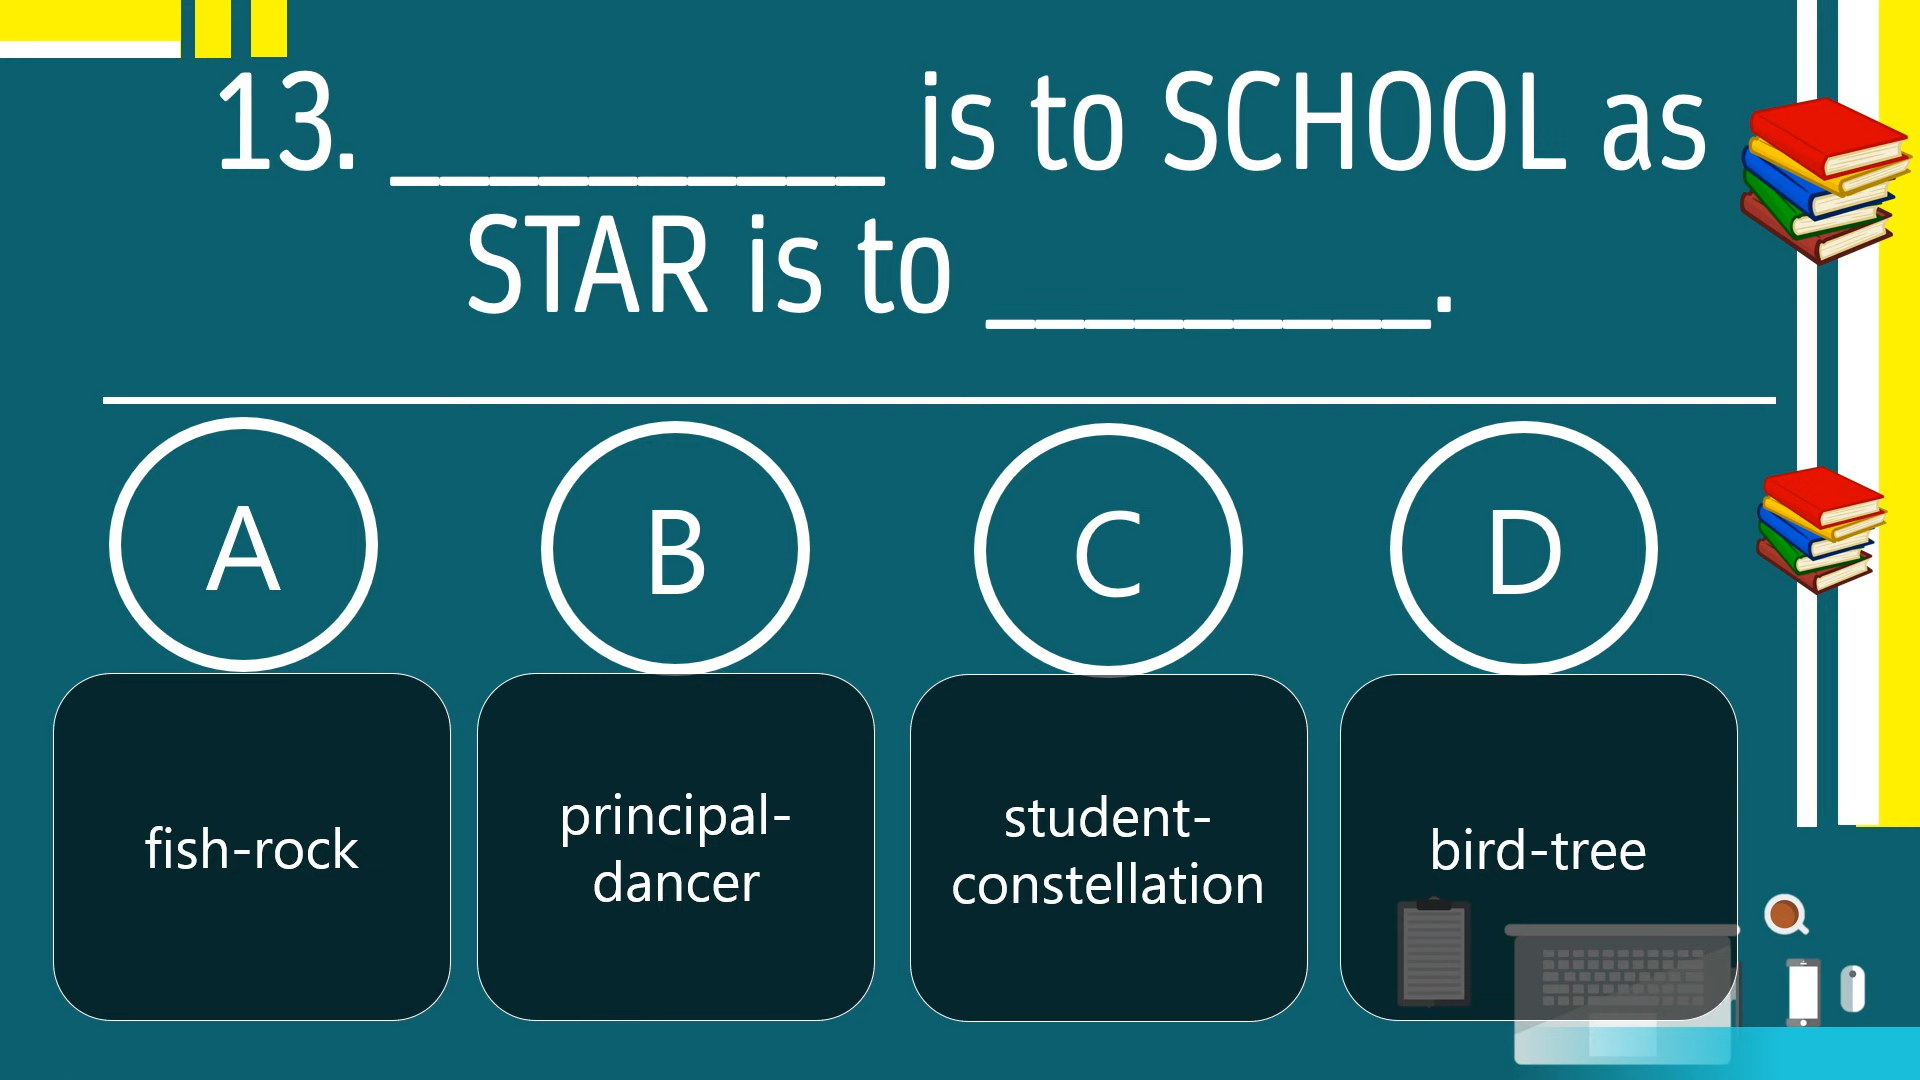 13. __________ is to SCHOOL as
STAR is to _________.
A
B
C
D
fish-rock
principal-
dancer
student-
constellation
bird-tree